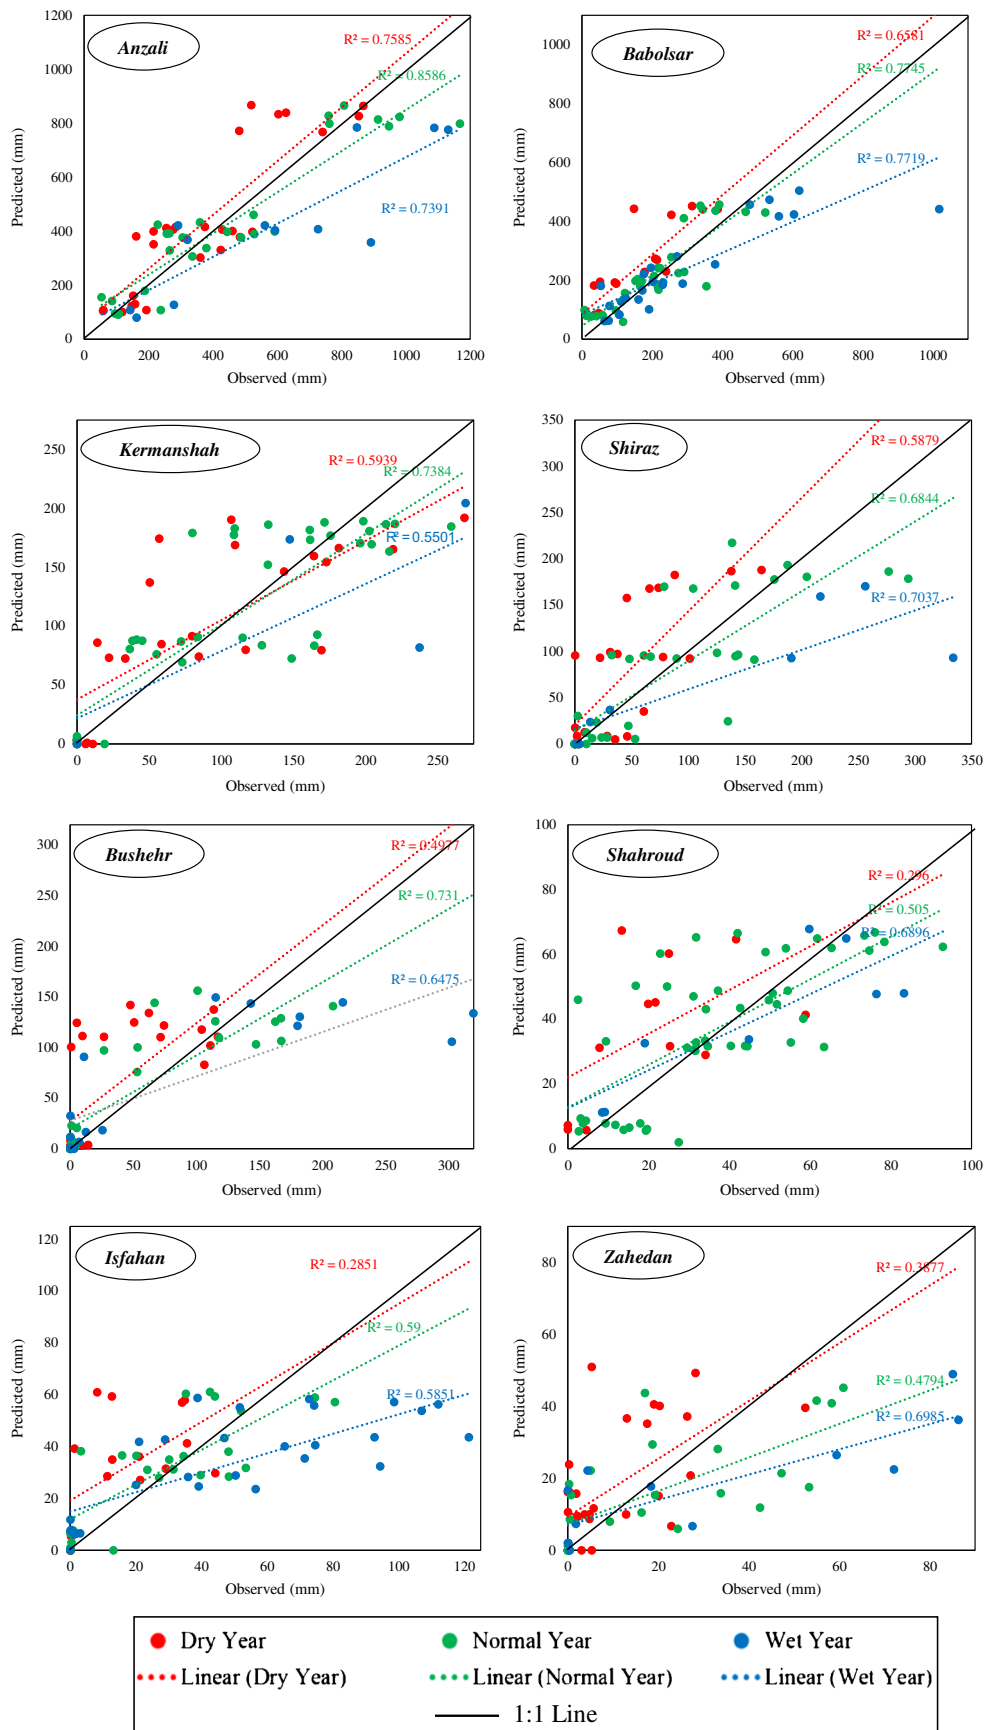 Anzali
R² = 0.7585
R² = 0.8586
R² = 0.7391
Predicted (mm)
1200
1000
800
600
400
200
0
0 200 400 600 800 1000 1200
Observed (mm)
Babolsar
R² = 0.6581
R² = 0.7745
R² = 0.7719
Predicted (mm)
1000
800
600
400
200
0
0 200 400 600 800 1000
Observed (mm)
Kermanshah
R² = 0.5939
R² = 0.7384
R² = 0.5501
Predicted (mm)
250
200
150
100
50
0
0 50 100 150 200 250
Observed (mm)
Shiraz
R² = 0.5879
R² = 0.6844
R² = 0.7037
Predicted (mm)
350
300
250
200
150
100
50
0
0 50 100 150 200 250 300 350
Observed (mm)
Bushehr
R² = 0.4977
R² = 0.731
R² = 0.6475
Predicted (mm)
300
250
200
150
100
50
0
0 50 100 150 200 250 300
Observed (mm)
Shahroud
R² = 0.296
R² = 0.505
R² = 0.6896
Predicted (mm)
100
80
60
40
20
0
0 20 40 60 80 100
Observed (mm)
Isfahan
R² = 0.2851
R² = 0.59
R² = 0.5851
Predicted (mm)
120
100
80
60
40
20
0
0 20 40 60 80 100 120
Observed (mm)
Zahedan
R² = 0.3877
R² = 0.4794
R² = 0.6985
Predicted (mm)
80
60
40
20
0
0 20 40 60 80
Observed (mm)
Dry Year Normal Year Wet Year
Linear (Dry Year) Linear (Normal Year) Linear (Wet Year)
1:1 Line